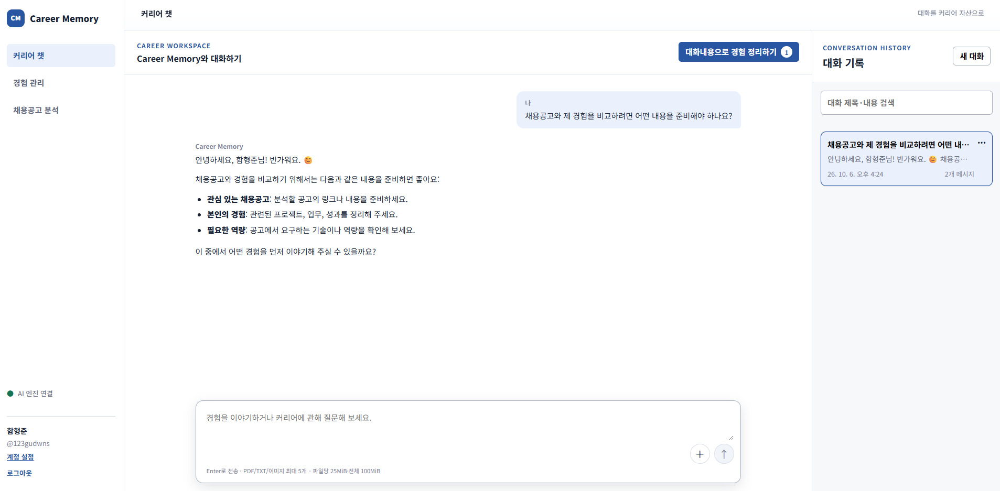 CM
Career Memory
커리어 챗
경험 관리
채용공고 분석
AI 엔진 연결
함형준
@123gudwns
계정 설정
로그아웃
커리어 챗
대화를 커리어 자산으로
CAREER WORKSPACE
Career Memory와 대화하기
대화내용으로 경험 정리하기 1
나
채용공고와 제 경험을 비교하려면 어떤 내용을 준비해야 하나요?
Career Memory
안녕하세요, 함형준님! 반가워요. 😊
채용공고와 경험을 비교하기 위해서는 다음과 같은 내용을 준비하면 좋아요:
• 관심 있는 채용공고: 분석할 공고의 링크나 내용을 준비하세요.
• 본인의 경험: 관련된 프로젝트, 업무, 성과를 정리해 주세요.
• 필요한 역량: 공고에서 요구하는 기술이나 역량을 확인해 보세요.
이 중에서 어떤 경험을 먼저 이야기해 주실 수 있을까요?
경험을 이야기하거나 커리어에 관해 질문해 보세요.
Enter로 전송 · PDF/TXT/이미지 최대 5개 · 파일당 25MiB·전체 100MiB
CONVERSATION HISTORY
대화 기록
새 대화
대화 제목·내용 검색
채용공고와 제 경험을 비교하려면 어떤 내…
안녕하세요, 함형준님! 반가워요. 😊 채용공…
26. 10. 6. 오후 4:24
2개 메시지